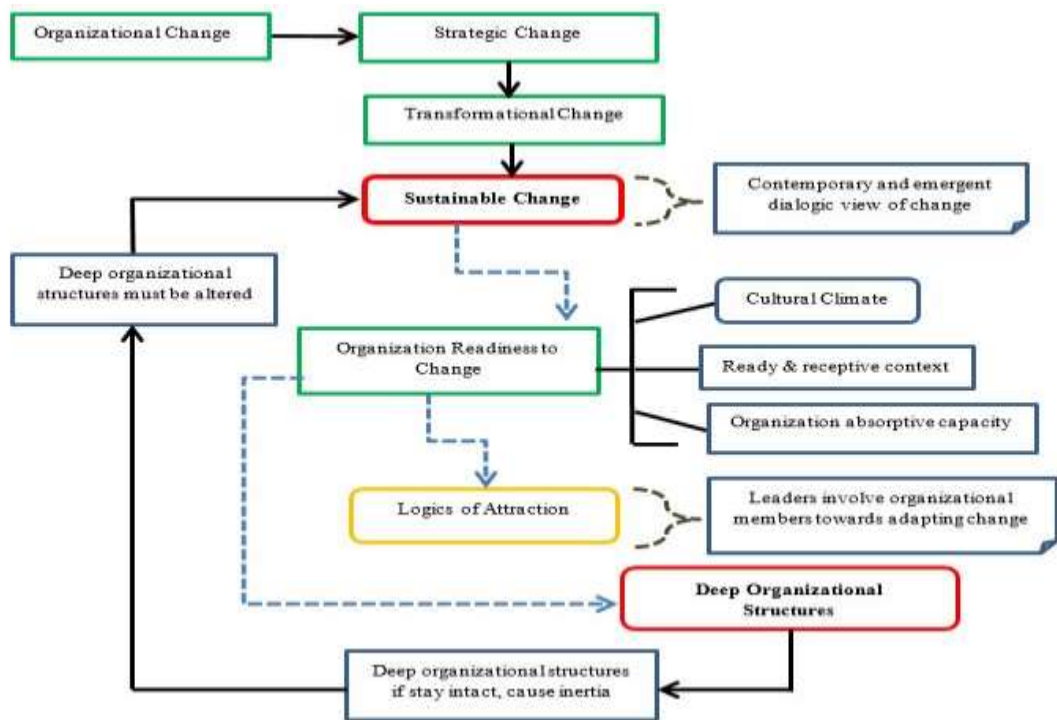 Organizational Change
Strategic Change
Transformational Change
Sustainable Change
Contemporary and emergent
dialogic view of change
Deep organizational
structures must be altered
Cultural Climate
Organization Readiness to
Change
Ready & receptive context
Organization absorptive capacity
Logics of Attraction
Leaders involve organizational
members towards adapting change
Deep Organizational
Structures
Deep organizational structures
if stay intact, cause inertia